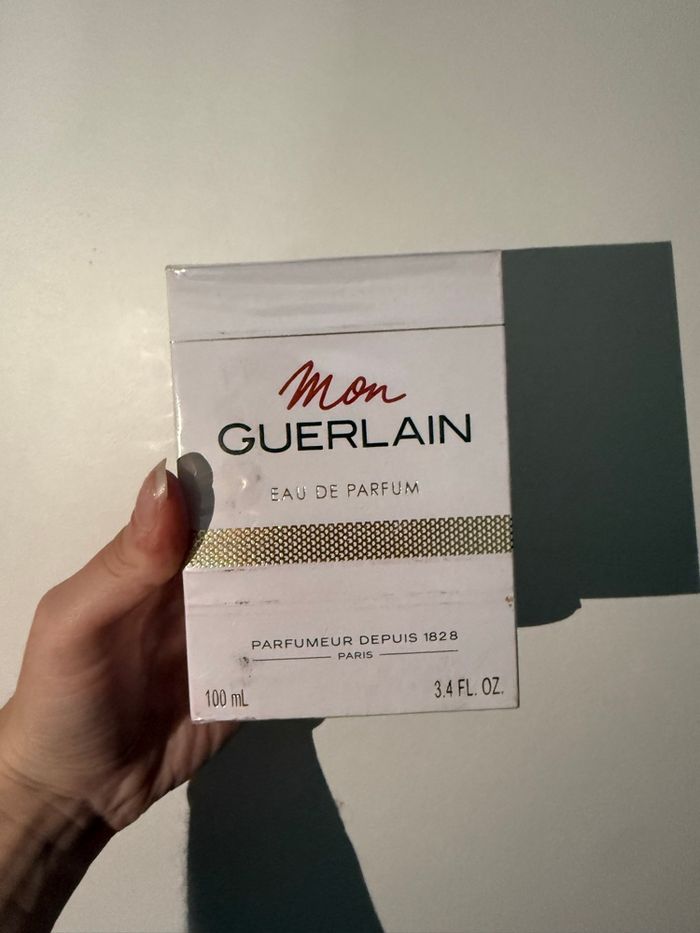 Mon
GUERLAIN
EAU DE PARFUM
PARFUMEUR DEPUIS 1828
PARIS
100 mL
3.4 FL. OZ.